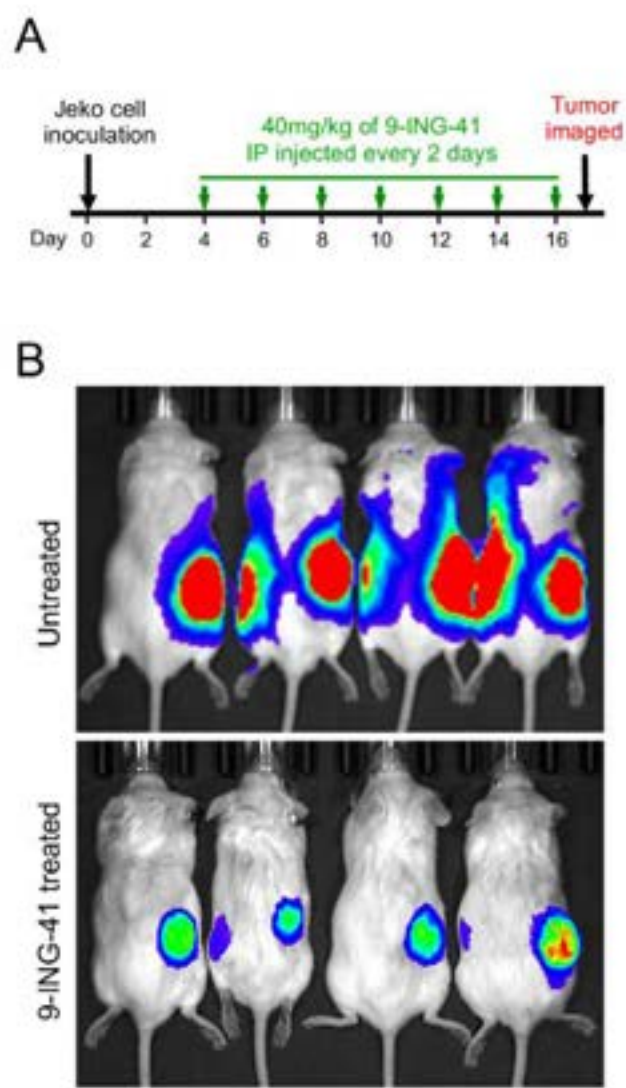 A
Jeko cell
inoculation
40mg/kg of 9-ING-41
IP injected every 2 days
Tumor
imaged
Day 0 2 4 6 8 10 12 14 16
B
Untreated
9-ING-41 treated